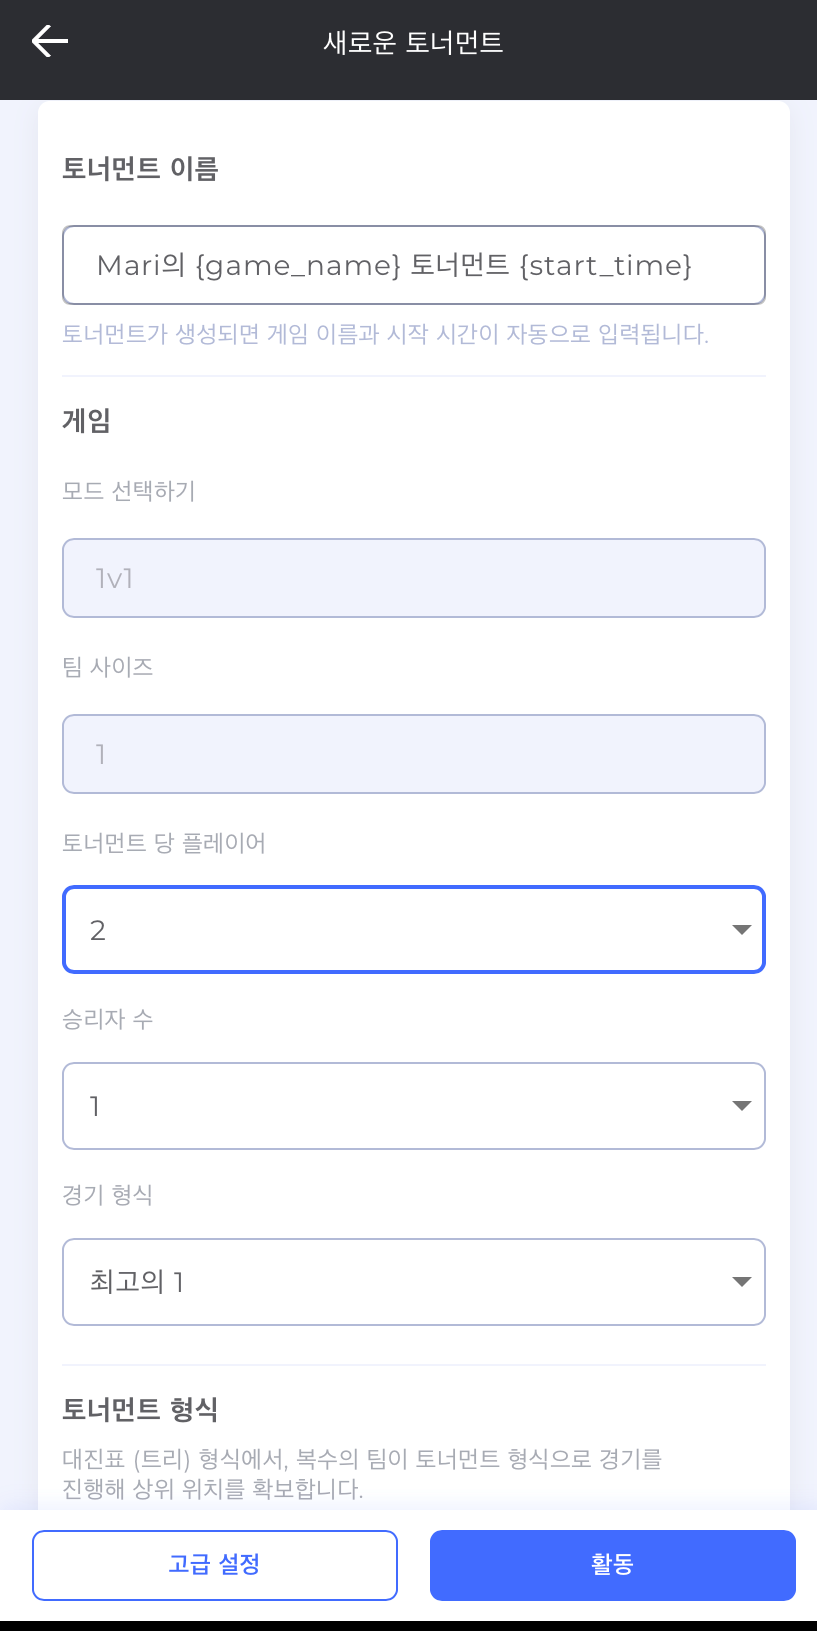 새로운 토너먼트
토너먼트 이름
Mari의 {game_name} 토너먼트 {start_time}
토너먼트가 생성되면 게임 이름과 시작 시간이 자동으로 입력됩니다.
게임
모드 선택하기
1v1
팀 사이즈
1
토너먼트 당 플레이어
2
승리자 수
1
경기 형식
최고의 1
토너먼트 형식
대진표 (트리) 형식에서, 복수의 팀이 토너먼트 형식으로 경기를
진행해 상위 위치를 확보합니다.
고급 설정
활동